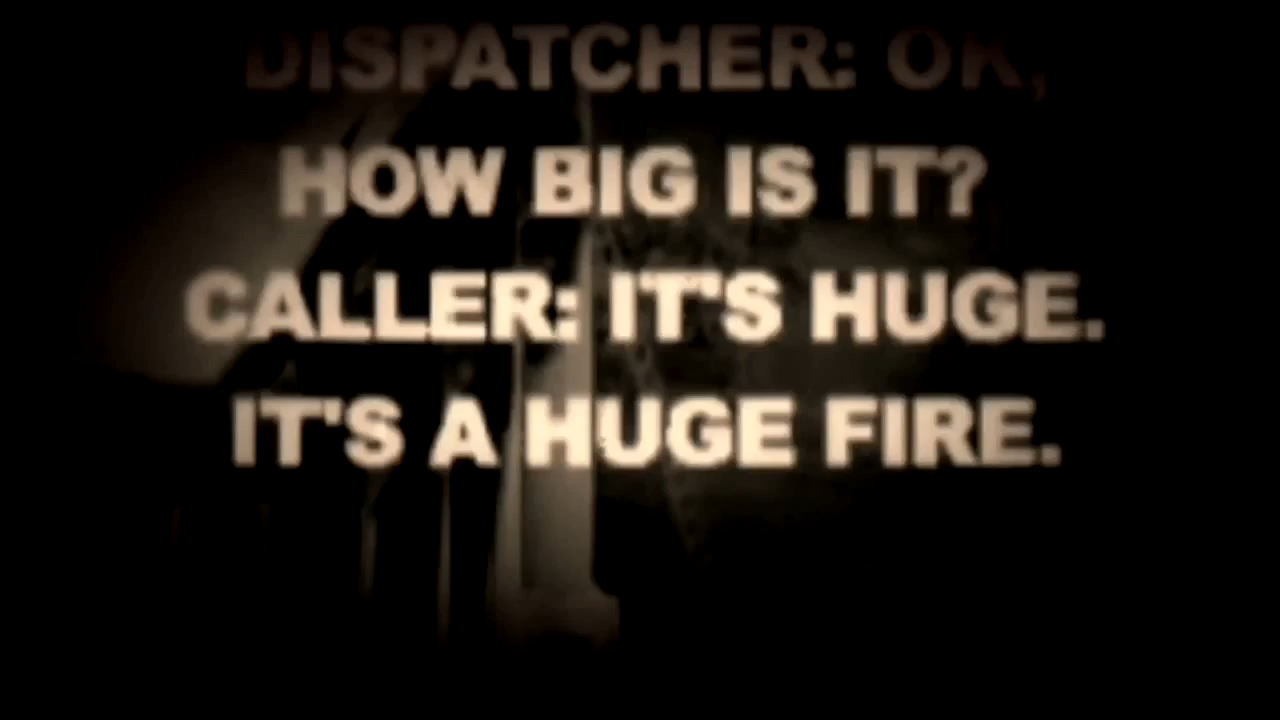 DISPATCHER: OK,
HOW BIG IS IT?
CALLER: IT'S HUGE.
IT'S A HUGE FIRE.